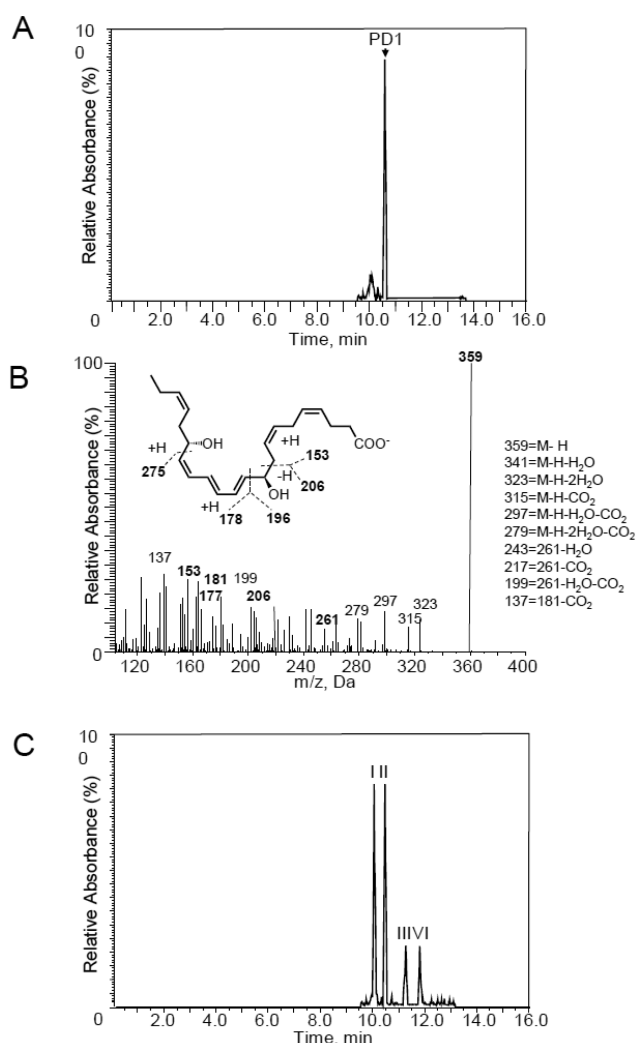 A
10
0
PD1
Relative Absorbance (%)
0 2.0 4.0 6.0 8.0 10.0 12.0 14.0 16.0
Time, min
B
100
359
Relative Absorbance (%)
+H
OH
275
+H
COO-
153
-H
OH
206
+H
178
196
137
153
181
177
199
206
261
279
297
315
323
0
120 160 200 240 280 320 360 400
m/z, Da
359=M- H
341=M-H-H2O
323=M-H-2H2O
315=M-H-CO2
297=M-H-H2O-CO2
279=M-H-2H2O-CO2
243=261-H2O
217=261-CO2
199=261-H2O-CO2
137=181-CO2
C
10
0
I II
III VI
Relative Absorbance (%)
0 2.0 4.0 6.0 8.0 10.0 12.0 14.0 16.0
Time, min